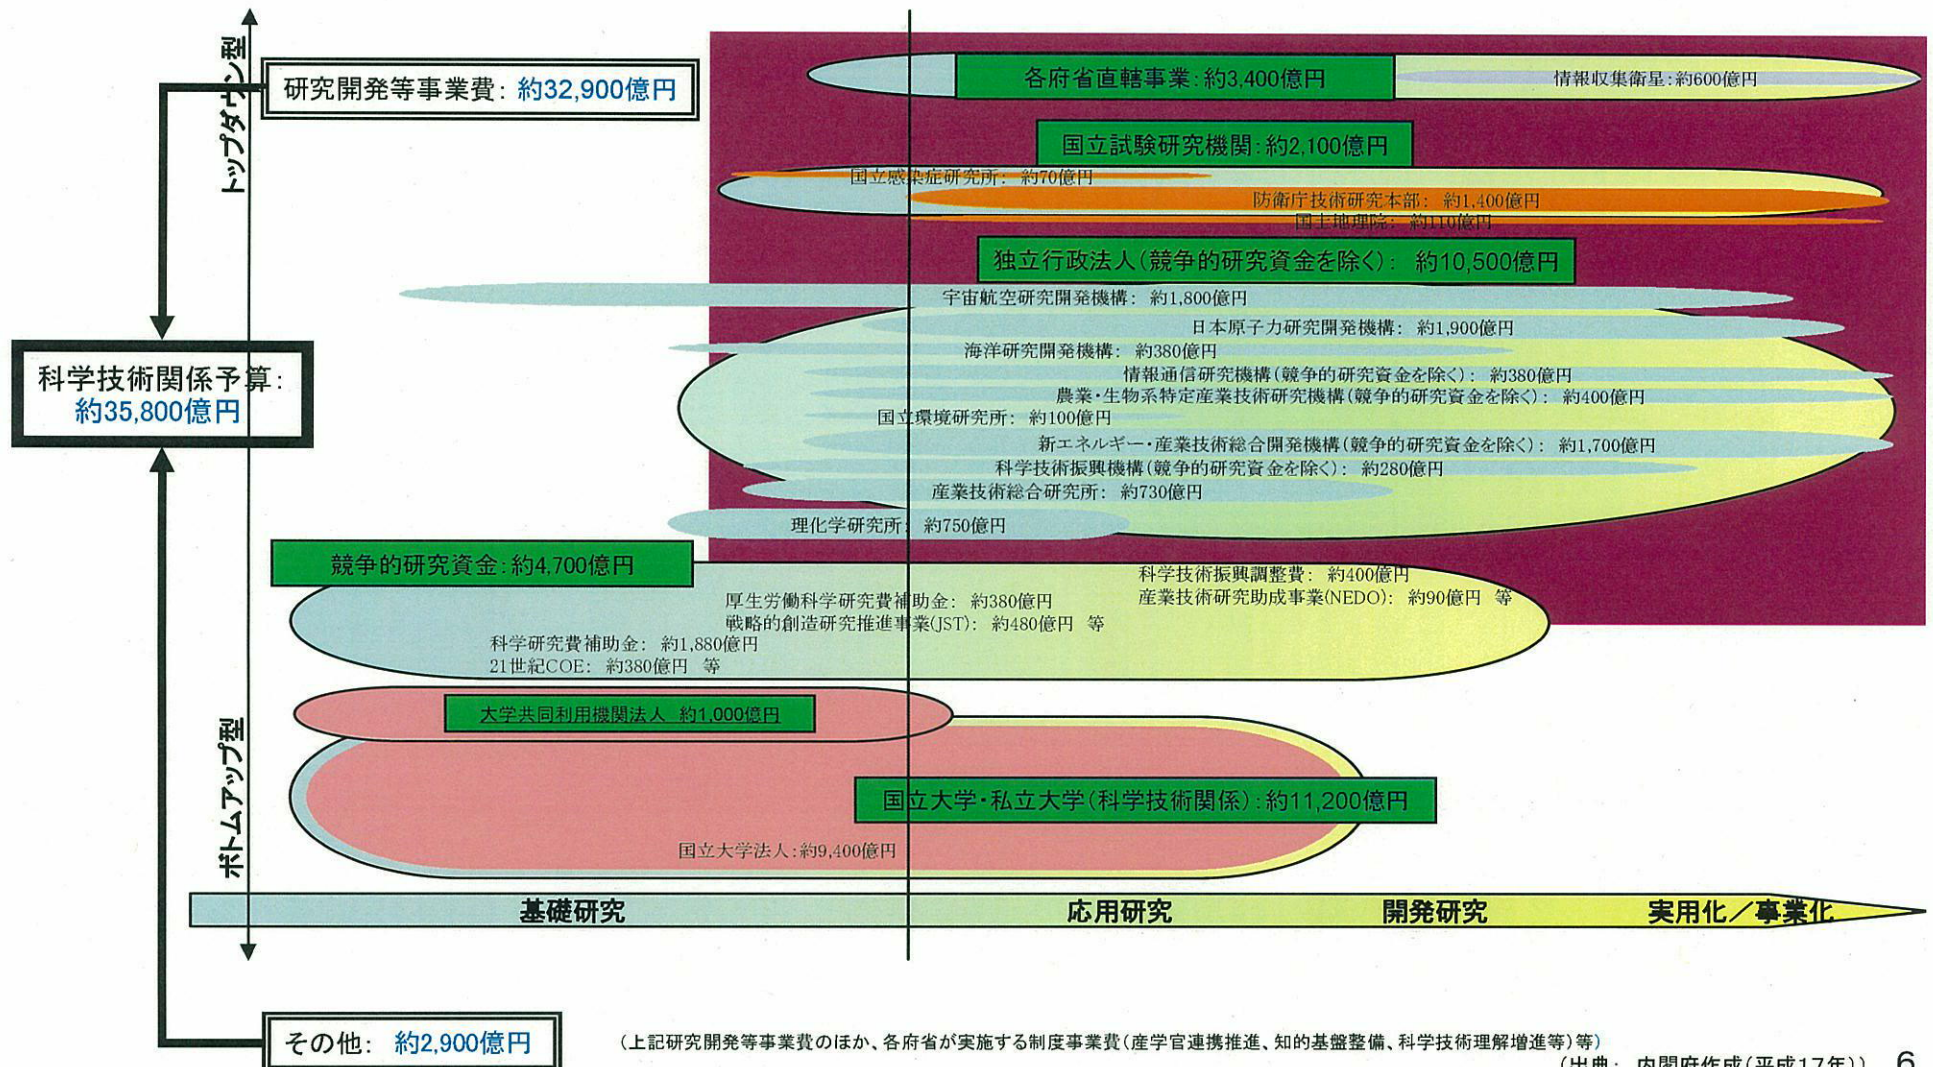 トップダウン型
研究開発等事業費： 約32,900億円
各府省直轄事業：約3,400億円
情報収集衛星：約600億円
国立試験研究機関：約2,100億円
国立感染症研究所： 約70億円
防衛庁技術研究本部： 約1,400億円
国土地理院： 約110億円
独立行政法人（競争的研究資金を除く）： 約10,500億円
宇宙航空研究開発機構： 約1,800億円
日本原子力研究開発機構： 約1,900億円
海洋研究開発機構： 約380億円
科学技術関係予算：
約35,800億円
情報通信研究機構（競争的研究資金を除く）： 約380億円
農業・生物系特定産業技術研究機構（競争的研究資金を除く）： 約400億円
国立環境研究所： 約100億円
新エネルギー・産業技術総合開発機構（競争的研究資金を除く）： 約1,700億円
科学技術振興機構（競争的研究資金を除く）： 約280億円
産業技術総合研究所： 約730億円
理化学研究所： 約750億円
競争的研究資金：約4,700億円
科学技術振興調整費： 約400億円
産業技術研究助成事業(NEDO)： 約90億円 等
厚生労働科学研究費補助金： 約380億円
戦略的創造研究推進事業(JST)： 約480億円 等
科学研究費補助金： 約1,880億円
21世紀COE： 約380億円 等
大学共同利用機関法人 約1,000億円
ボトムアップ型
国立大学・私立大学（科学技術関係）：約11,200億円
国立大学法人：約9,400億円
基礎研究 応用研究 開発研究 実用化／事業化
その他： 約2,900億円
（上記研究開発等事業費のほか、各府省が実施する制度事業費（産学官連携推進、知的基盤整備、科学技術理解増進等）等）
（出典： 内閣府作成（平成17年）） 6